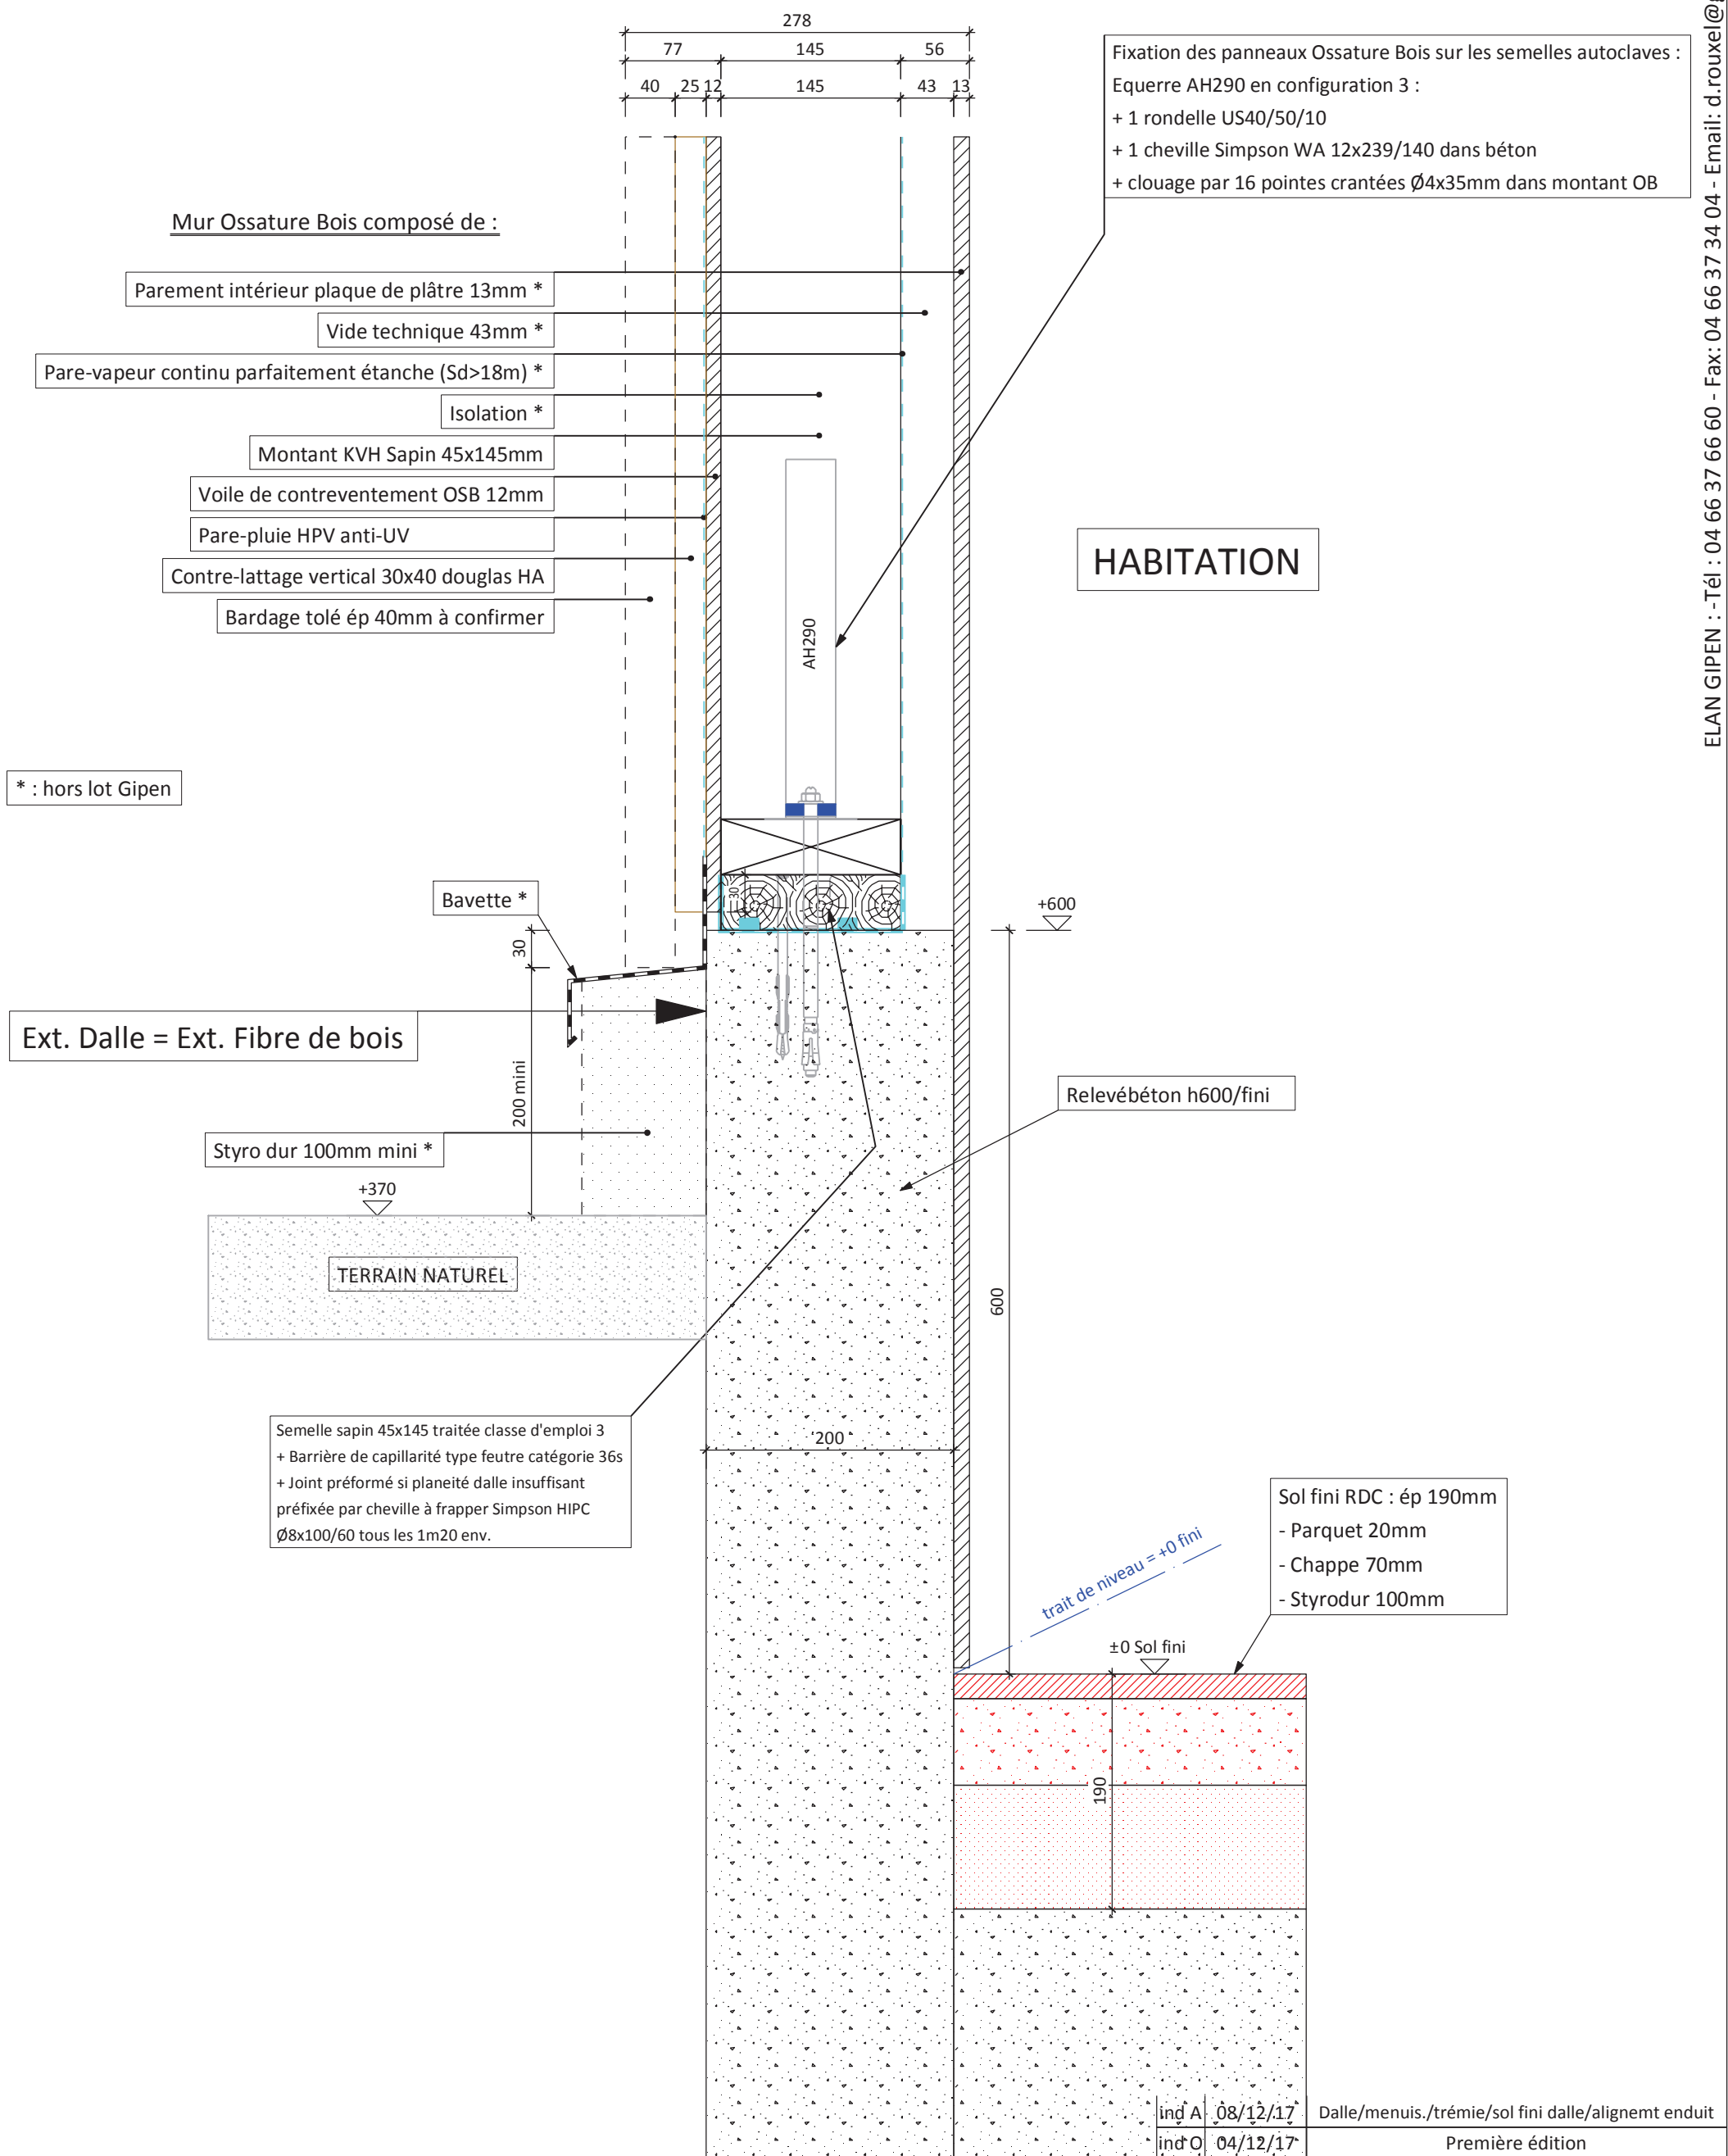 278
77 145 56
40 25 12 145 43 13
Fixation des panneaux Ossature Bois sur les semelles autoclaves :
Equerre AH290 en configuration 3 :
+ 1 rondelle US40/50/10
+ 1 cheville Simpson WA 12x239/140 dans béton
+ clouage par 16 pointes crantées Ø4x35mm dans montant OB
ELAN GIPEN : -Tél : 04 66 37 66 60 - Fax: 04 66 37 34 04 - Email: d.rouxel@
Mur Ossature Bois composé de :
Parement intérieur plaque de plâtre 13mm *
Vide technique 43mm *
Pare-vapeur continu parfaitement étanche (Sd>18m) *
Isolation *
Montant KVH Sapin 45x145mm
Voile de contreventement OSB 12mm
Pare-pluie HPV anti-UV
Contre-lattage vertical 30x40 douglas HA
Bardage tolé ép 40mm à confirmer
HABITATION
AH290
* : hors lot Gipen
Bavette *
30
+600
30
Ext. Dalle = Ext. Fibre de bois
200 mini
Relevébéton h600/fini
Styro dur 100mm mini *
+370
TERRAIN NATUREL
600
Semelle sapin 45x145 traitée classe d'emploi 3
+ Barrière de capillarité type feutre catégorie 36s
+ Joint préformé si planeité dalle insuffisant
préfixée par cheville à frapper Simpson HIPC
Ø8x100/60 tous les 1m20 env.
200
Sol fini RDC : ép 190mm
- Parquet 20mm
- Chappe 70mm
- Styrodur 100mm
trait de niveau = +0 fini
±0 Sol fini
190
ind A 08/12/17 Dalle/menuis./trémie/sol fini dalle/alignemt enduit
ind O 04/12/17 Première édition